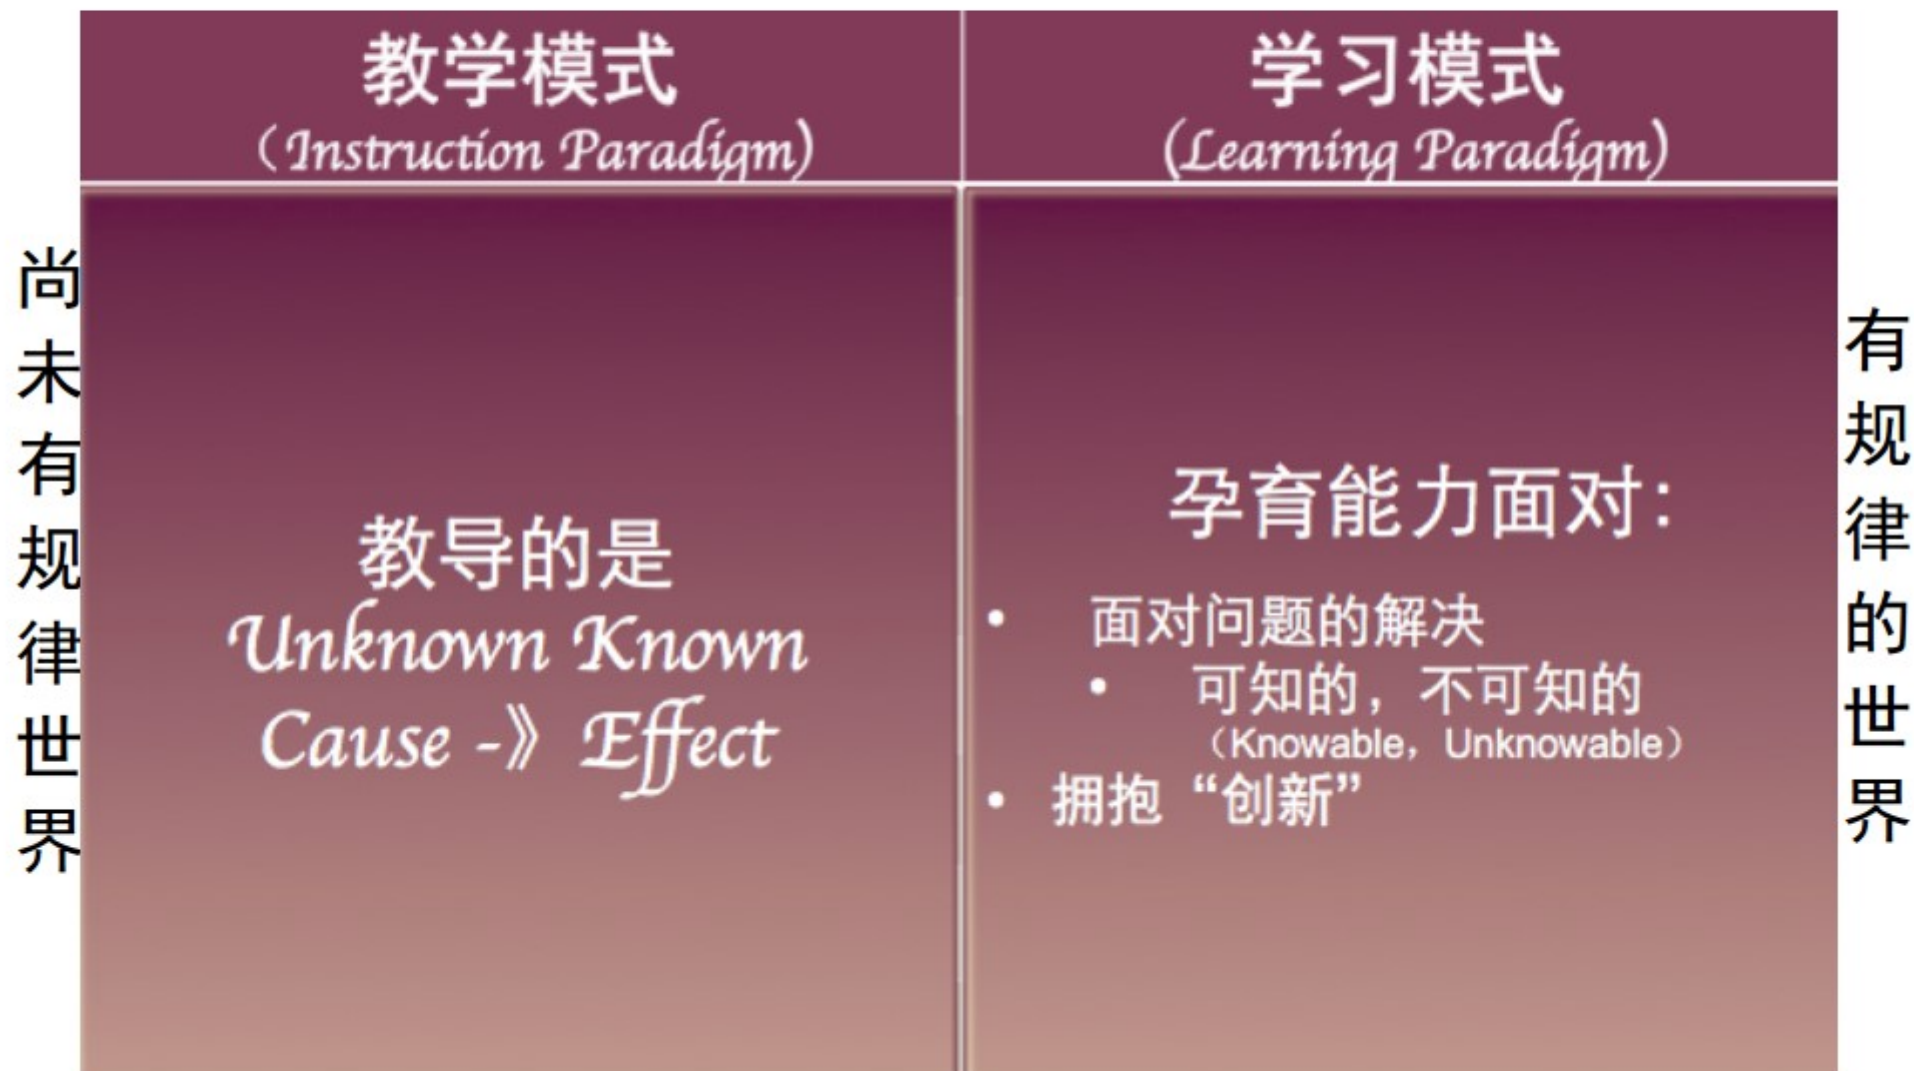 教学模式
（Instruction Paradigm)
学习模式
(Learning Paradigm)
尚未有规律世界
教导的是
Unknown Known
Cause -》Effect
孕育能力面对：
• 面对问题的解决
• 可知的，不可知的
（Knowable，Unknowable）
• 拥抱“创新”
有规律的世界